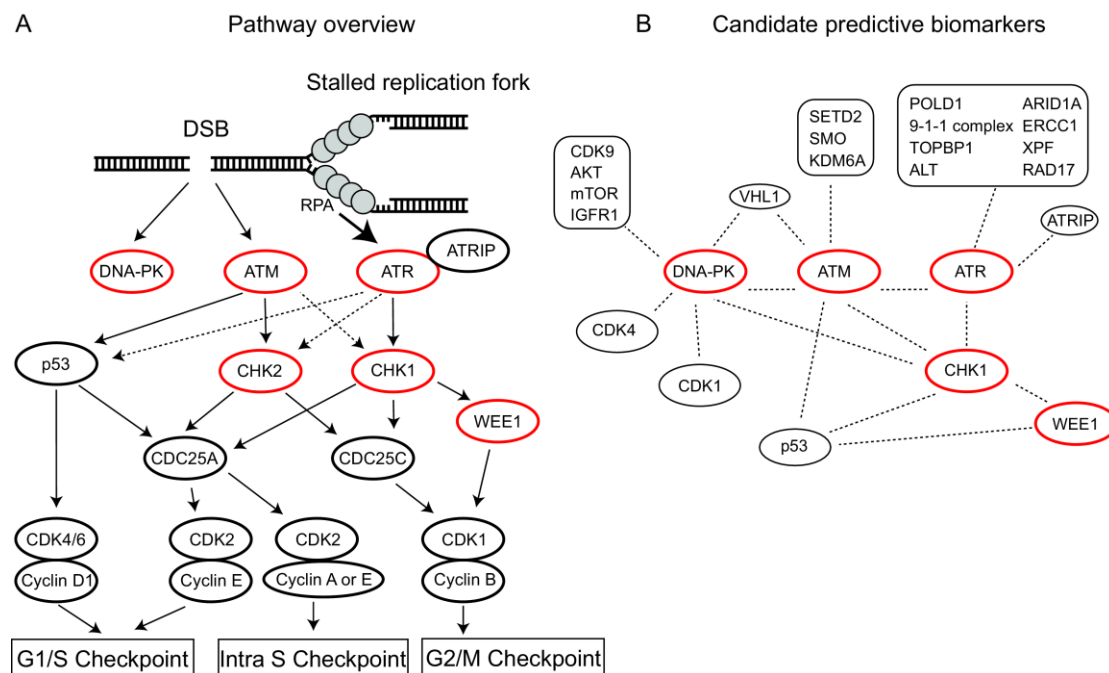 A
Pathway overview
Stalled replication fork
DSB
RPA
DNA-PK
ATM
ATR
ATRIP
p53
CHK2
CHK1
WEE1
CDC25A
CDC25C
CDK4/6
CDK2
CDK2
CDK1
Cyclin D1
Cyclin E
Cyclin A or E
Cyclin B
G1/S Checkpoint
Intra S Checkpoint
G2/M Checkpoint
B
Candidate predictive biomarkers
CDK9
AKT
mTOR
IGFR1
VHL1
SETD2
SMO
KDM6A
POLD1 ARID1A
9-1-1 complex ERCC1
TOPBP1 XPF
ALT RAD17
ATRIP
DNA-PK
ATM
ATR
CDK4
CDK1
CHK1
p53
WEE1